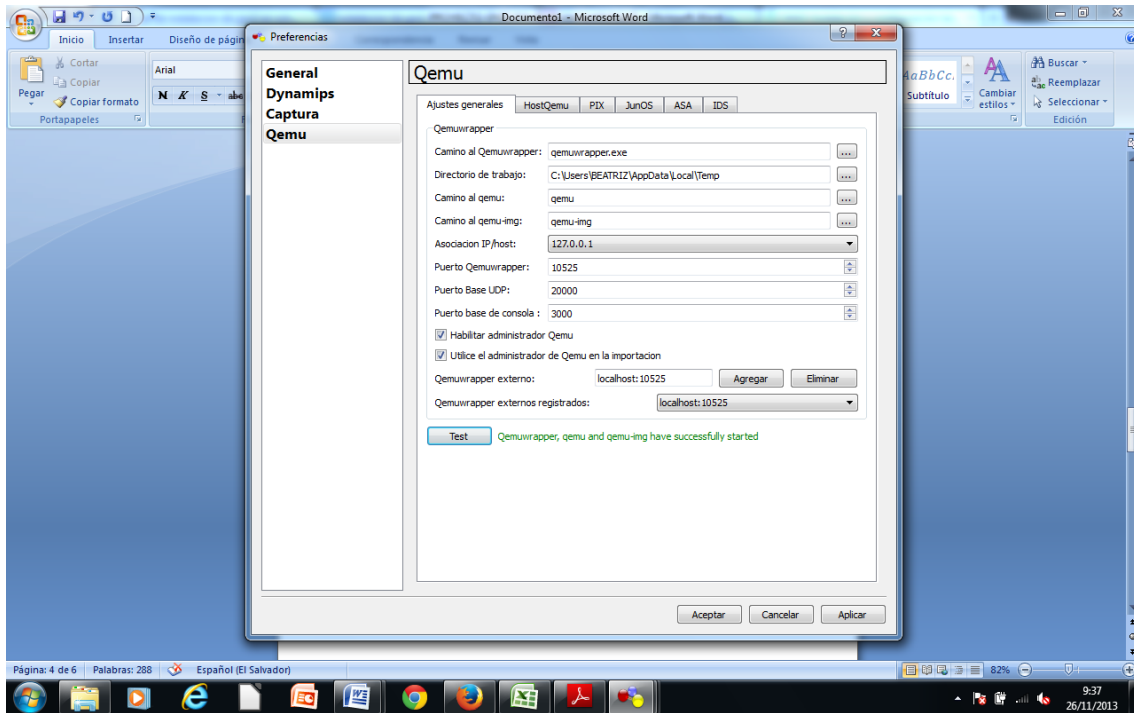 Documento1 - Microsoft Word
Inicio Insertar Diseño de págin
Cortar
Copiar
Copiar formato
Pegar
Portapapeles
Arial
N K S abe
AaBbCc.
Subtítulo
Cambiar
estilos
Buscar
Reemplazar
Seleccionar
Edición
Preferencias
General
Dynamips
Captura
Qemu
Qemu
Ajustes generales HostQemu PIX JunOS ASA IDS
Qemuwrapper
Camino al Qemuwrapper: qemuwrapper.exe ...
Directorio de trabajo: C:\Users\BEATRIZ\AppData\Local\Temp ...
Camino al qemu: qemu ...
Camino al qemu-img: qemu-img ...
Asociacion IP/host: 127.0.0.1
Puerto Qemuwrapper: 10525
Puerto Base UDP: 20000
Puerto base de consola : 3000
Habilitar administrador Qemu
Utilice el administrador de Qemu en la importacion
Qemuwrapper externo: localhost:10525 Agregar Eliminar
Qemuwrapper externos registrados: localhost:10525
Test Qemuwrapper, qemu and qemu-img have successfully started
Aceptar Cancelar Aplicar
Página: 4 de 6 Palabras: 288 Español (El Salvador) 82%
9:37
26/11/2013